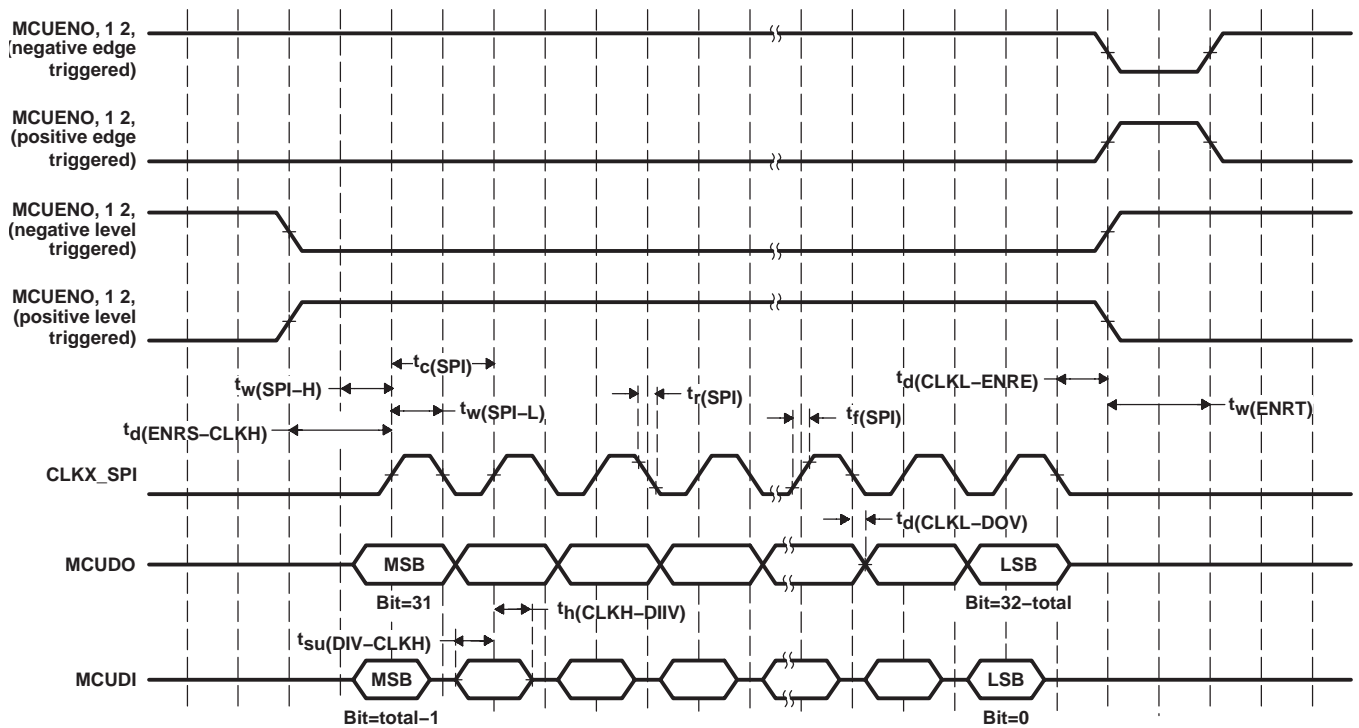 MCUENO, 1 2,
(negative edge
triggered)
MCUENO, 1 2,
(positive edge
triggered)
MCUENO, 1 2,
(negative level
triggered)
MCUENO, 1 2,
(positive level
triggered)
tc(SPI)
tw(SPI−H)
td(CLKL−ENRE)
tr(SPI)
tw(SPI−L)
tf(SPI)
tw(ENRT)
td(ENRS−CLKH)
CLKX_SPI
td(CLKL−DOV)
MCUDO
MSB
LSB
Bit=31
Bit=32−total
th(CLKH−DIIV)
tsu(DIV−CLKH)
MCUDI
MSB
LSB
Bit=total−1
Bit=0